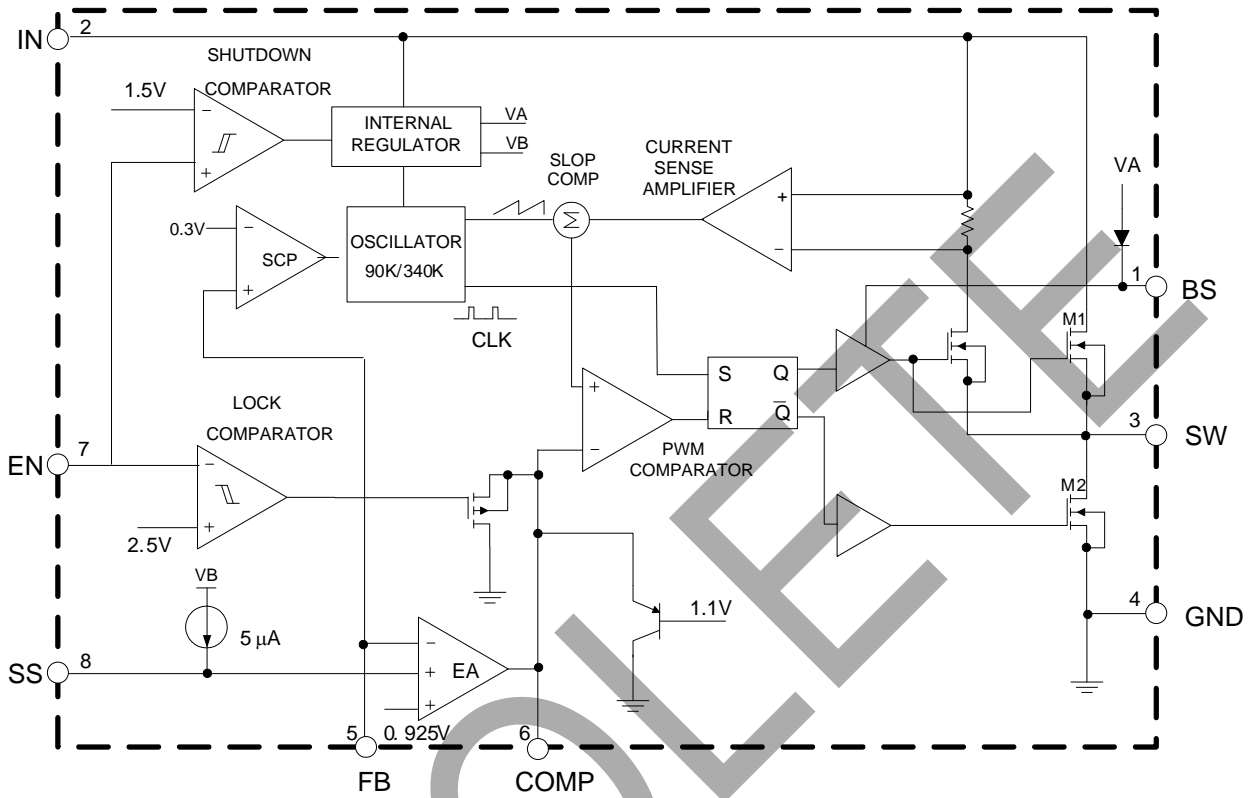 IN
2
SHUTDOWN
COMPARATOR
1.5V
−
+
INTERNAL
REGULATOR
VA
VB
SLOP
COMP
Σ
CURRENT
SENSE
AMPLIFIER
+
−
VA
0.3V
−
SCP
+
OSCILLATOR
90K/340K
CLK
1
BS
M1
S
Q
R
Q̅
+
−
PWM
COMPARATOR
3
SW
LOCK
COMPARATOR
EN
7
−
+
2.5V
M2
VB
5 µA
1.1V
4
GND
SS
8
−
+
+
EA
0.925V
5
FB
6
COMP
OLETE